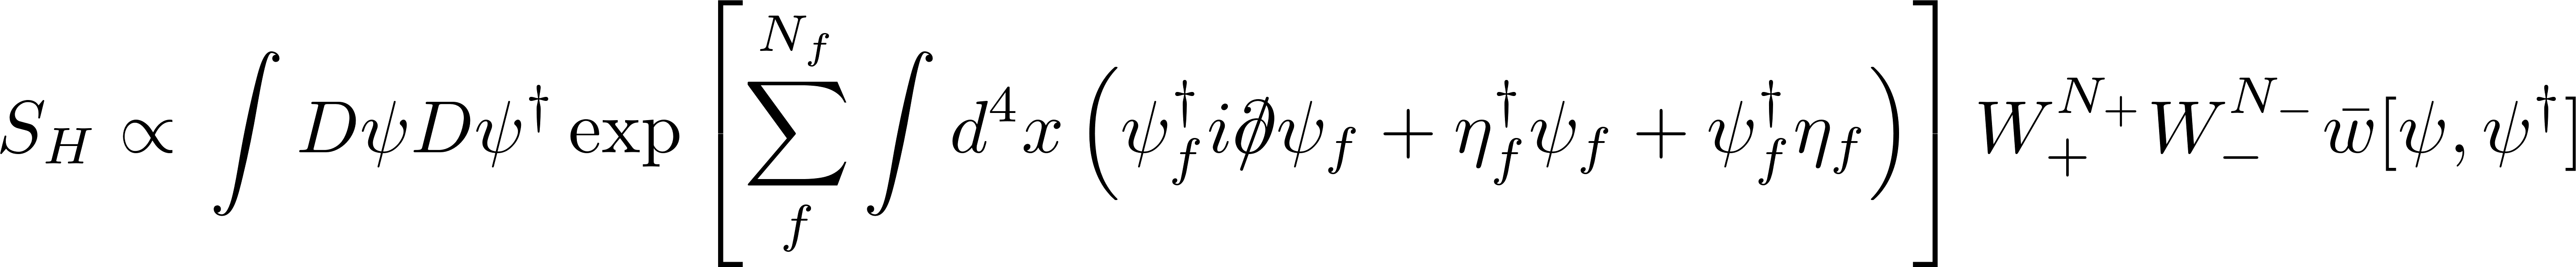 S_H \propto \int D\psi D\psi^\dagger \exp \left[ \sum_f^{N_f} \int d^4x \left( \psi_f^\dagger i \not{\partial} \psi_f + \eta_f^\dagger \psi_f + \psi_f^\dagger \eta_f \right) \right] W_+^{N_+} W_-^{N_-} \bar{w}[\psi, \psi^\dagger]